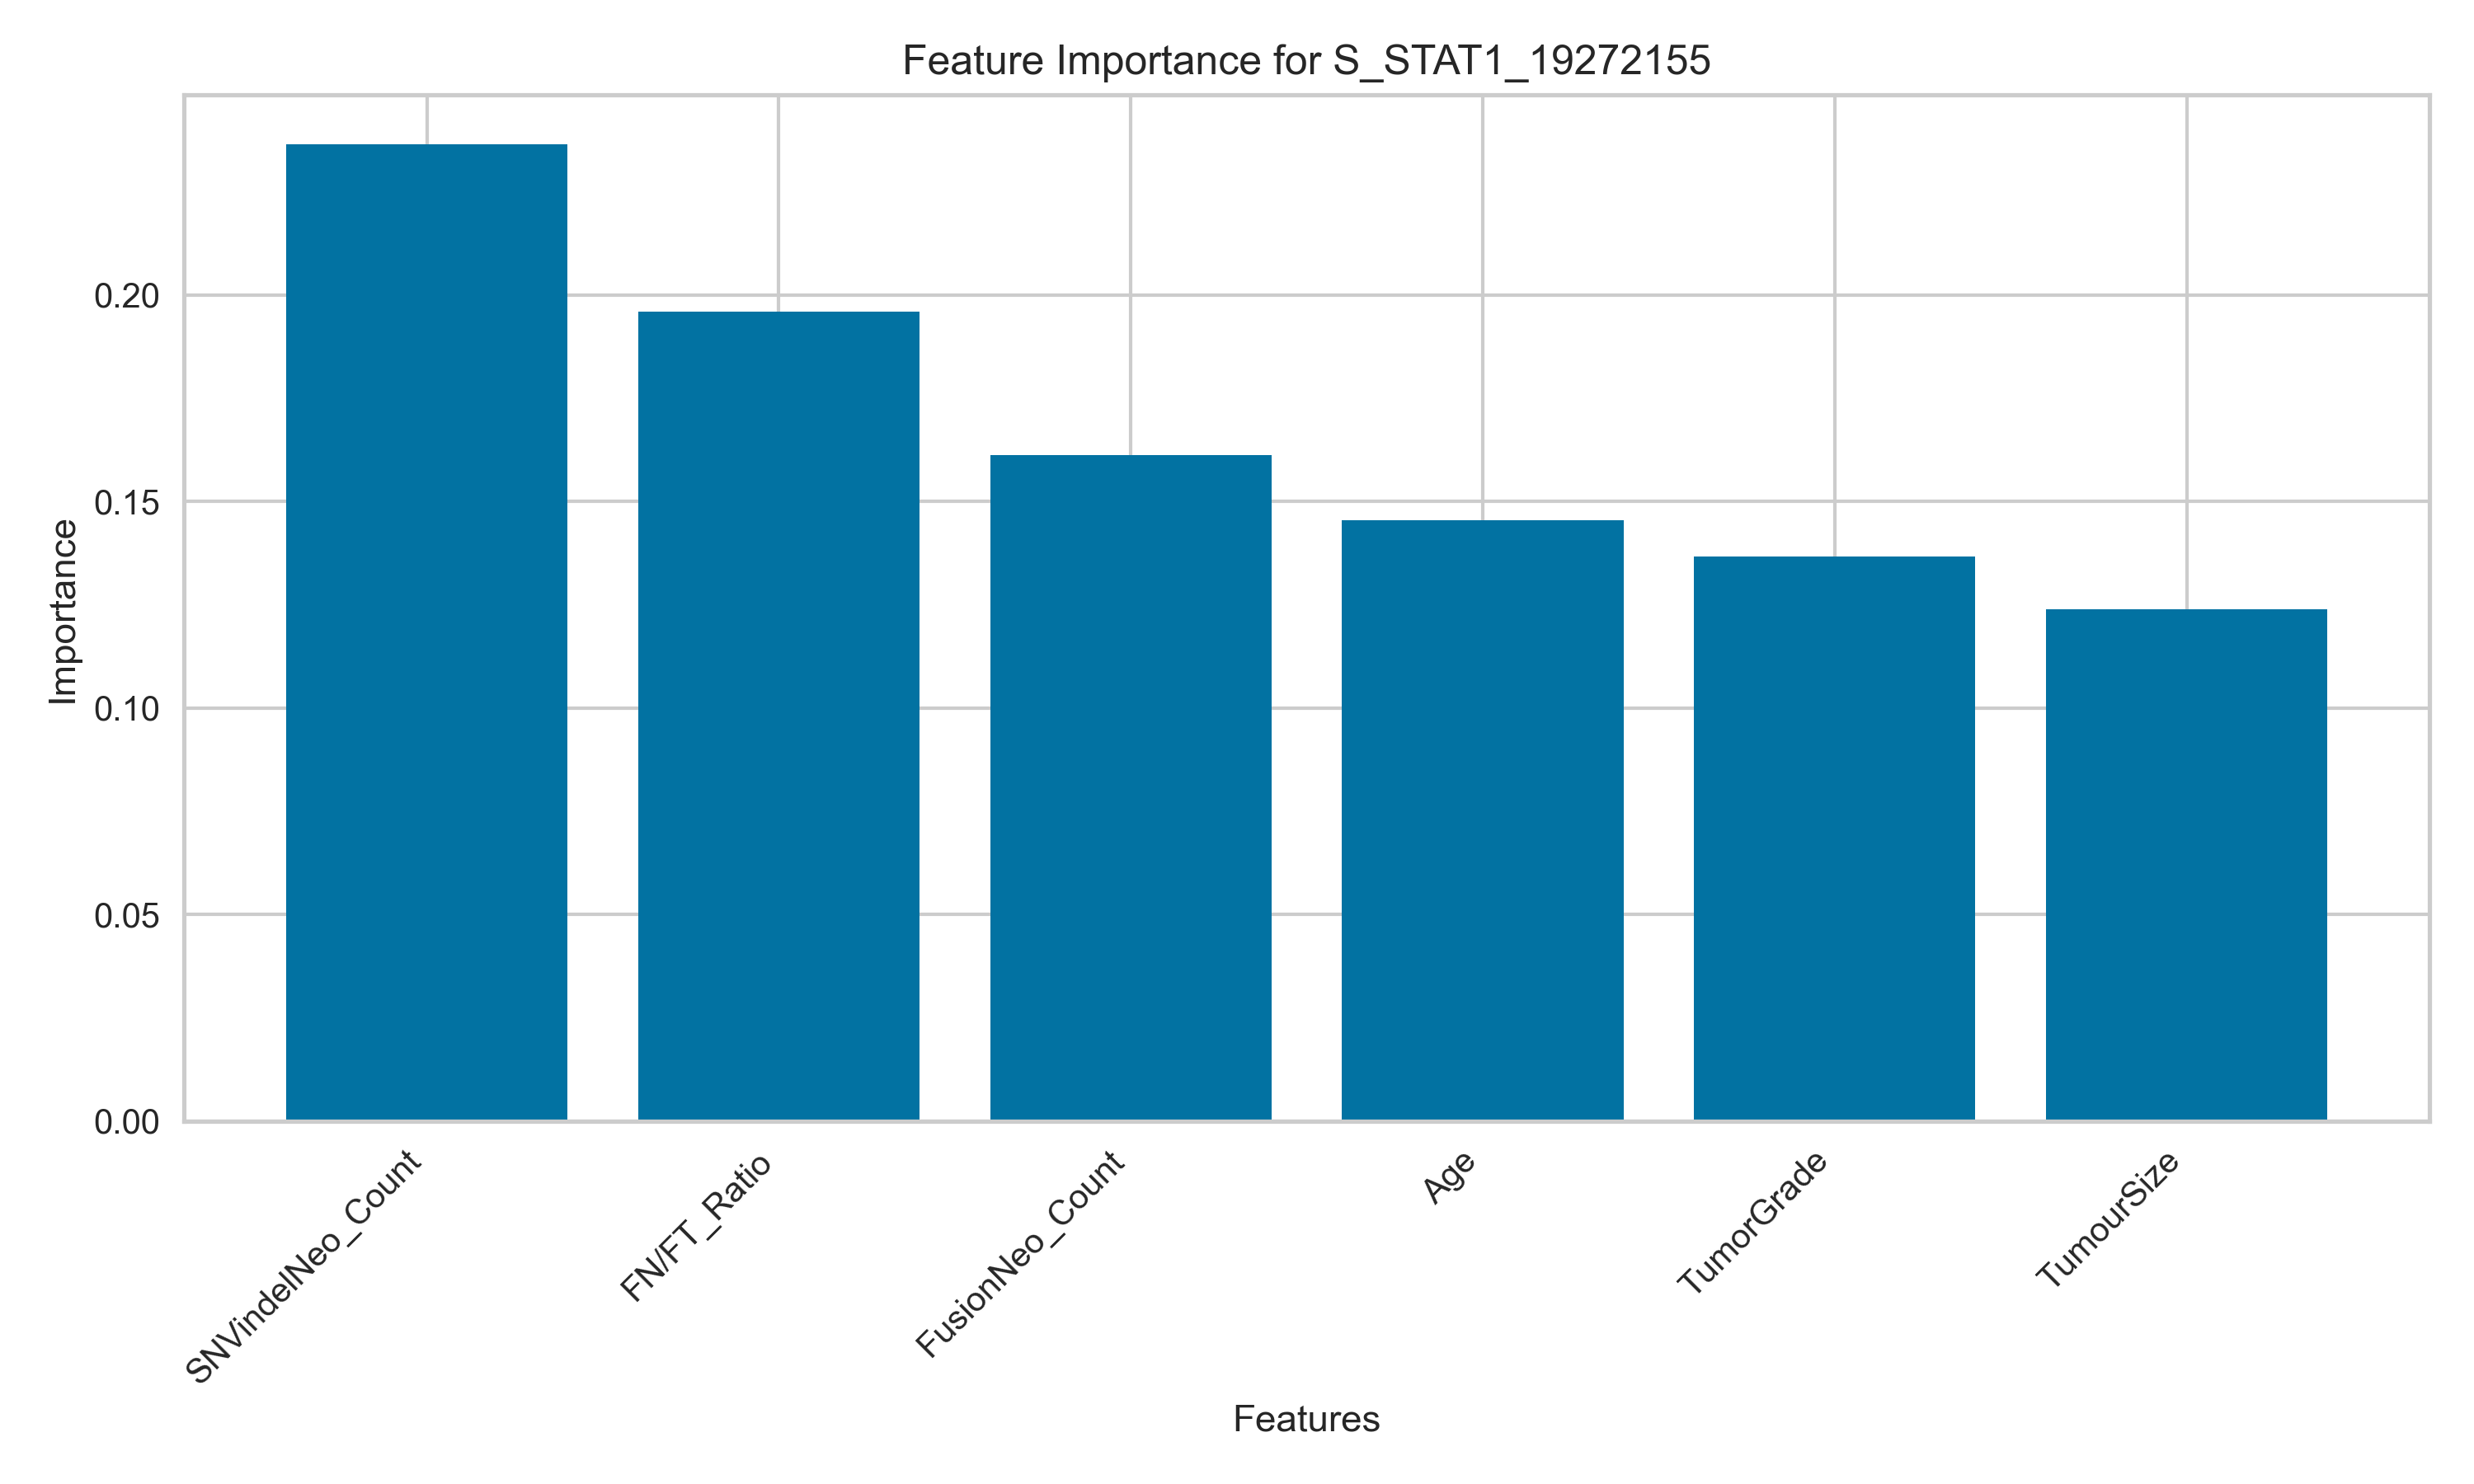 Feature Importance for S_STAT1_19272155
Importance
0.20
0.15
0.10
0.05
0.00
SNVindelNeo_Count
FN/FT_Ratio
FusionNeo_Count
Age
TumorGrade
TumourSize
Features